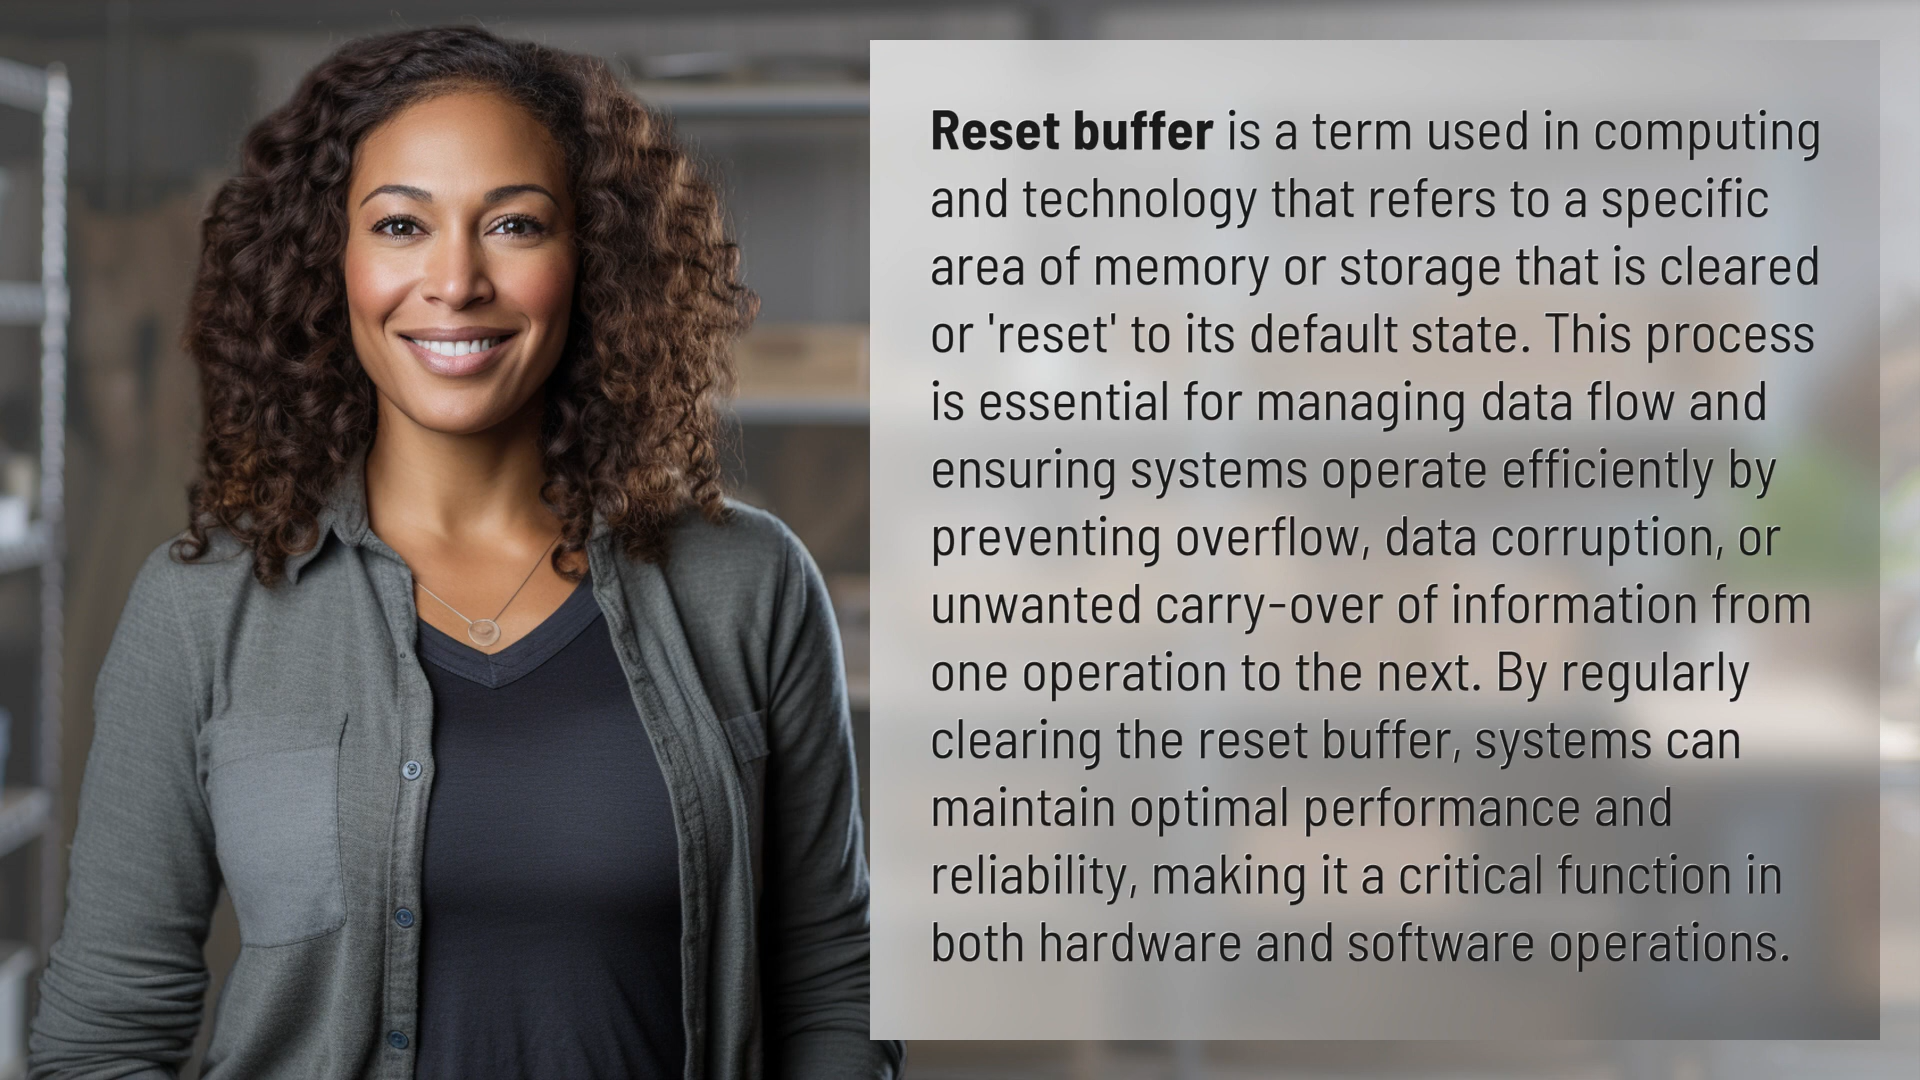 Reset buffer is a term used in computing
and technology that refers to a specific
area of memory or storage that is cleared
or 'reset' to its default state. This process
is essential for managing data flow and
ensuring systems operate efficiently by
preventing overflow, data corruption, or
unwanted carry-over of information from
one operation to the next. By regularly
clearing the reset buffer, systems can
maintain optimal performance and
reliability, making it a critical function in
both hardware and software operations.